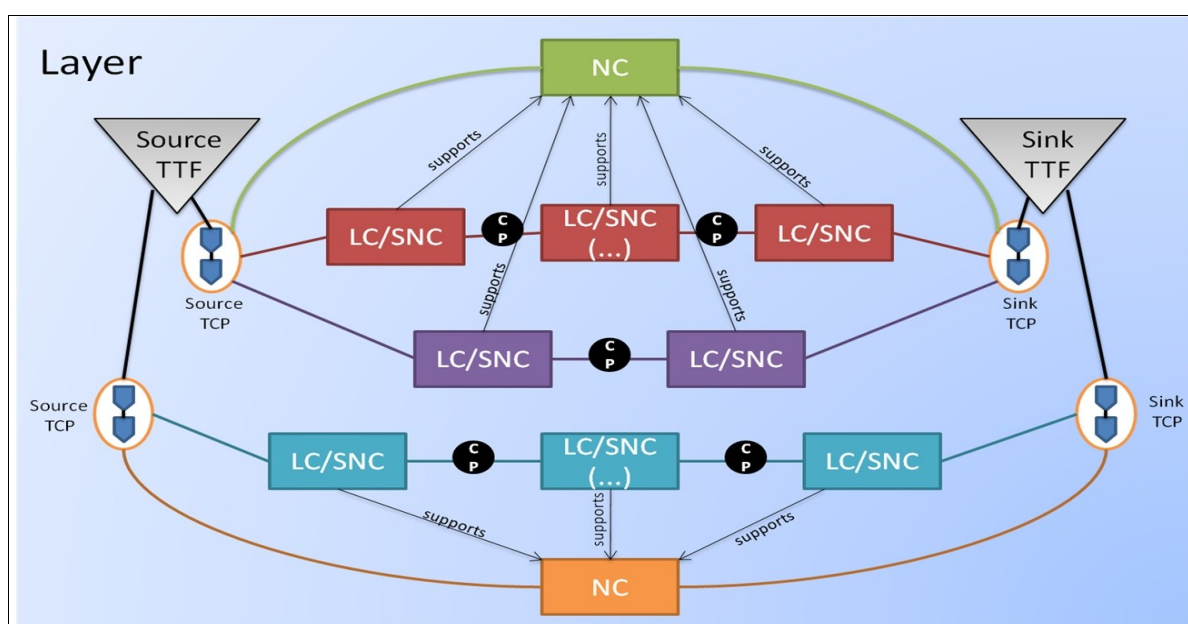 Layer
NC
Source
TTF
Sink
TTF
supports
supports
supports
LC/SNC
C
P
LC/SNC
(...)
C
P
LC/SNC
Source
TCP
Sink
TCP
supports
supports
LC/SNC
C
P
LC/SNC
Source
TCP
Sink
TCP
LC/SNC
C
P
LC/SNC
(...)
C
P
LC/SNC
supports
supports
supports
NC